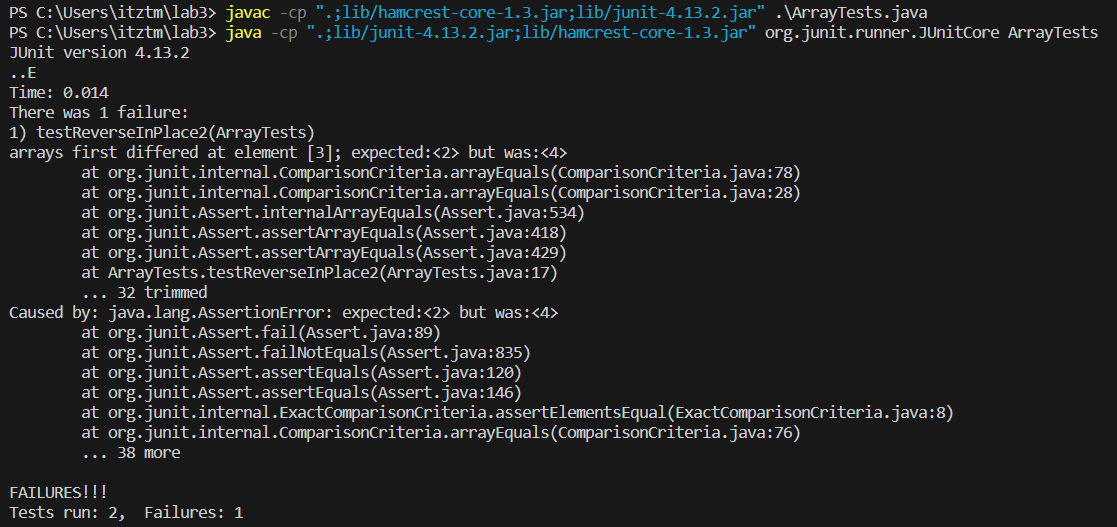 PS C:\Users\itztm\lab3> javac -cp ".;lib/hamcrest-core-1.3.jar;lib/junit-4.13.2.jar" .\ArrayTests.java
PS C:\Users\itztm\lab3> java -cp ".;lib/junit-4.13.2.jar;lib/hamcrest-core-1.3.jar" org.junit.runner.JUnitCore ArrayTests
JUnit version 4.13.2
..E
Time: 0.014
There was 1 failure:
1) testReverseInPlace2(ArrayTests)
arrays first differed at element [3]; expected:<2> but was:<4>
        at org.junit.internal.ComparisonCriteria.arrayEquals(ComparisonCriteria.java:78)
        at org.junit.internal.ComparisonCriteria.arrayEquals(ComparisonCriteria.java:28)
        at org.junit.Assert.internalArrayEquals(Assert.java:534)
        at org.junit.Assert.assertArrayEquals(Assert.java:418)
        at org.junit.Assert.assertArrayEquals(Assert.java:429)
        at ArrayTests.testReverseInPlace2(ArrayTests.java:17)
        ... 32 trimmed
Caused by: java.lang.AssertionError: expected:<2> but was:<4>
        at org.junit.Assert.fail(Assert.java:89)
        at org.junit.Assert.failNotEquals(Assert.java:835)
        at org.junit.Assert.assertEquals(Assert.java:120)
        at org.junit.Assert.assertEquals(Assert.java:146)
        at org.junit.internal.ExactComparisonCriteria.assertElementsEqual(ExactComparisonCriteria.java:8)
        at org.junit.internal.ComparisonCriteria.arrayEquals(ComparisonCriteria.java:76)
        ... 38 more

FAILURES!!!
Tests run: 2,  Failures: 1